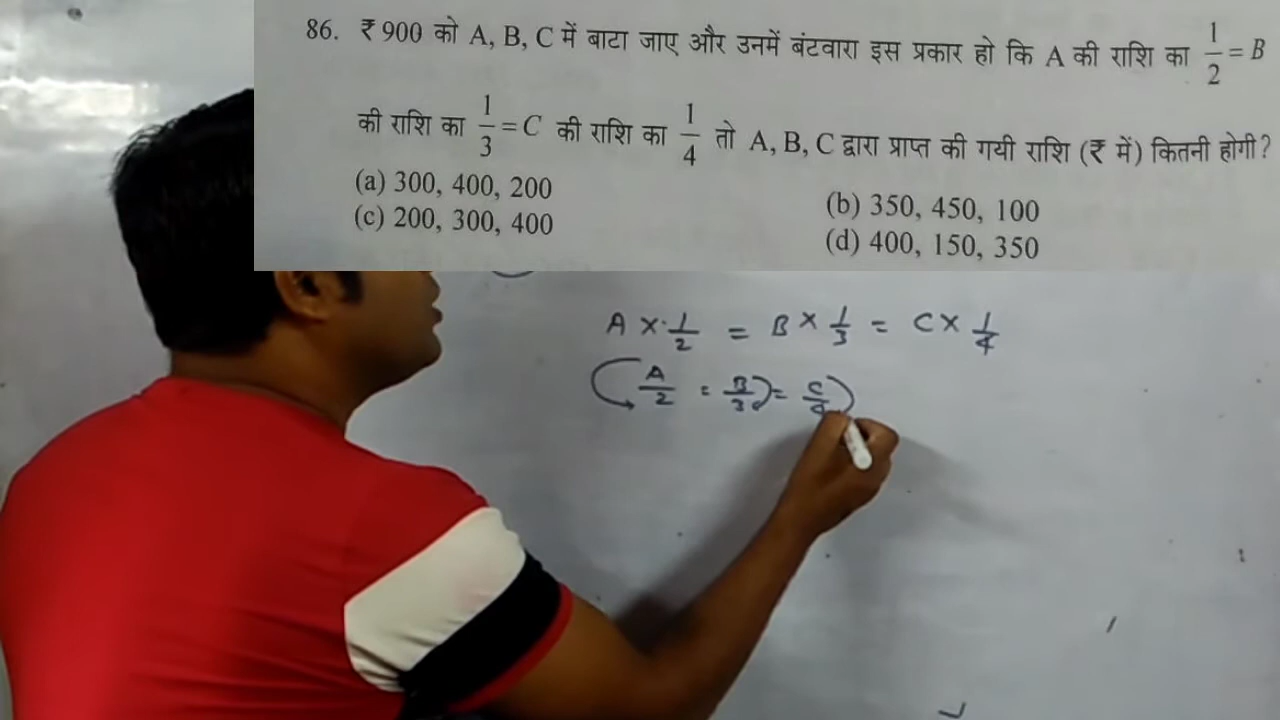 86. ₹ 900 को A, B, C में बाटा जाए और उनमें बंटवारा इस प्रकार हो कि A की राशि का 1/2 = B
की राशि का 1/3 = C की राशि का 1/4 तो A, B, C द्वारा प्राप्त की गयी राशि (₹ में) कितनी होगी?
(a) 300, 400, 200
(b) 350, 450, 100
(c) 200, 300, 400
(d) 400, 150, 350
A × 1/2 = B × 1/3 = C × 1/4
A/2 = B/3 = C/4